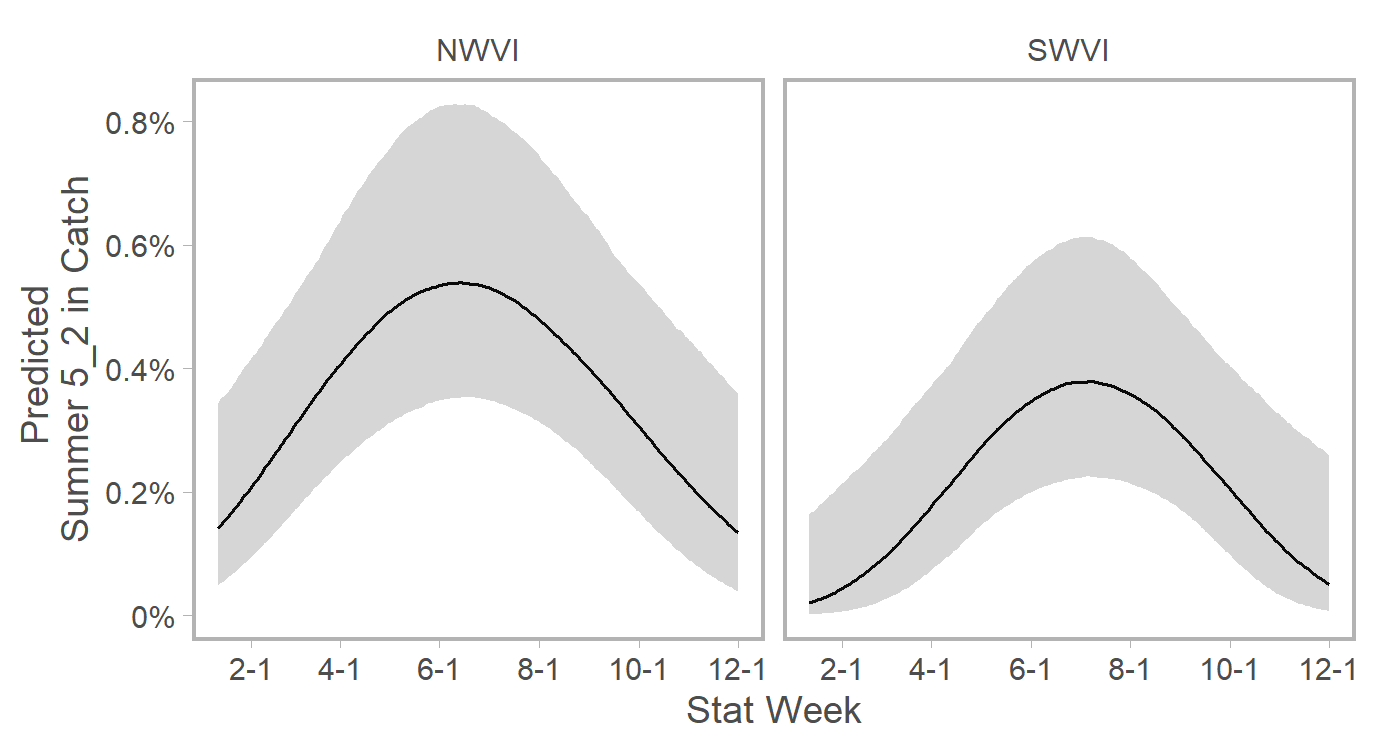 NWVI
SWVI
Predicted
Summer 5_2 in Catch
0.8%
0.6%
0.4%
0.2%
0%
2-1 4-1 6-1 8-1 10-1 12-1
2-1 4-1 6-1 8-1 10-1 12-1
Stat Week